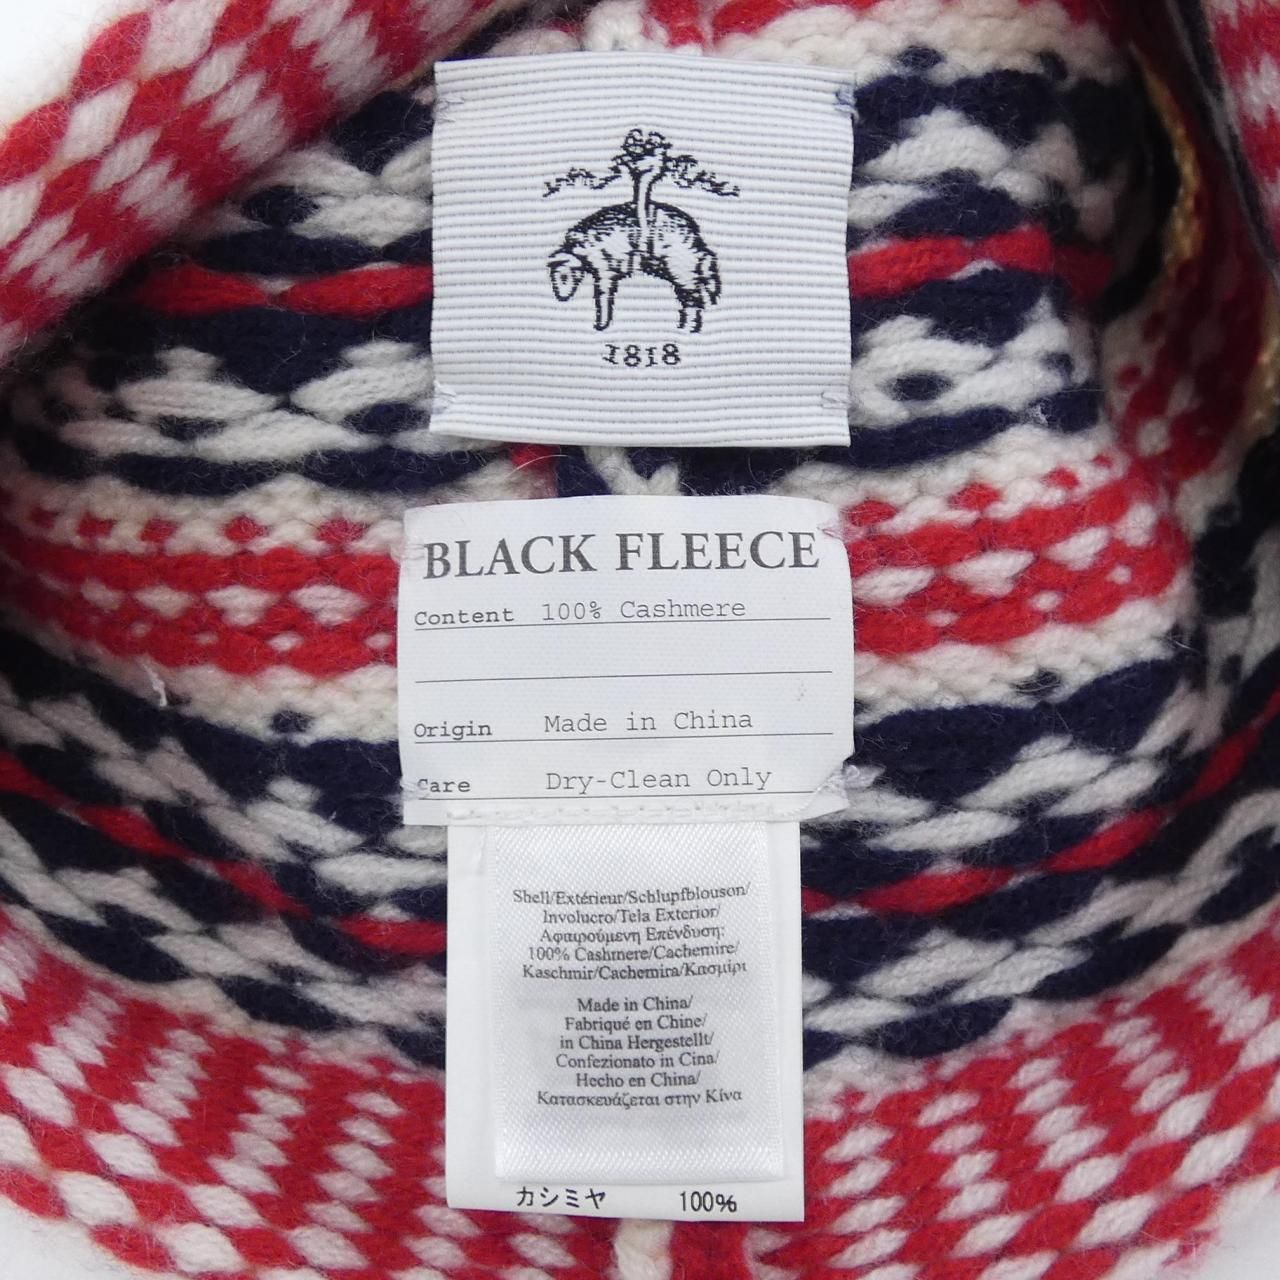 1818
BLACK FLEECE
Content 100% Cashmere
Origin Made in China
Care Dry-Clean Only
Shell/Extérieur/Schlupfblouson/
Involucro/Tela Exterior/
Αφαιρούμενη Επένδυση:
100% Cashmere/Cachemire/
Kaschmir/Cachemira/Κασμίρι
Made in China/
Fabriqué en Chine/
in China Hergestellt/
Confezionato in Cina/
Hecho en China/
Κατασκευάζεται στην Κίνα
カシミヤ 100%